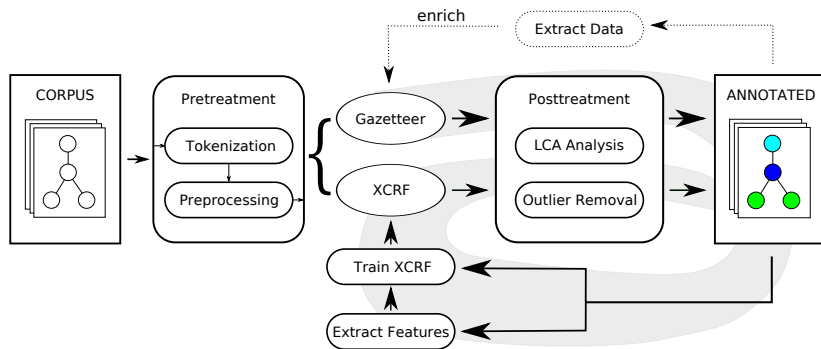 enrich
Extract Data
CORPUS
Pretreatment
Tokenization
Preprocessing
Gazetteer
XCRF
Posttreatment
LCA Analysis
Outlier Removal
ANNOTATED
Train XCRF
Extract Features